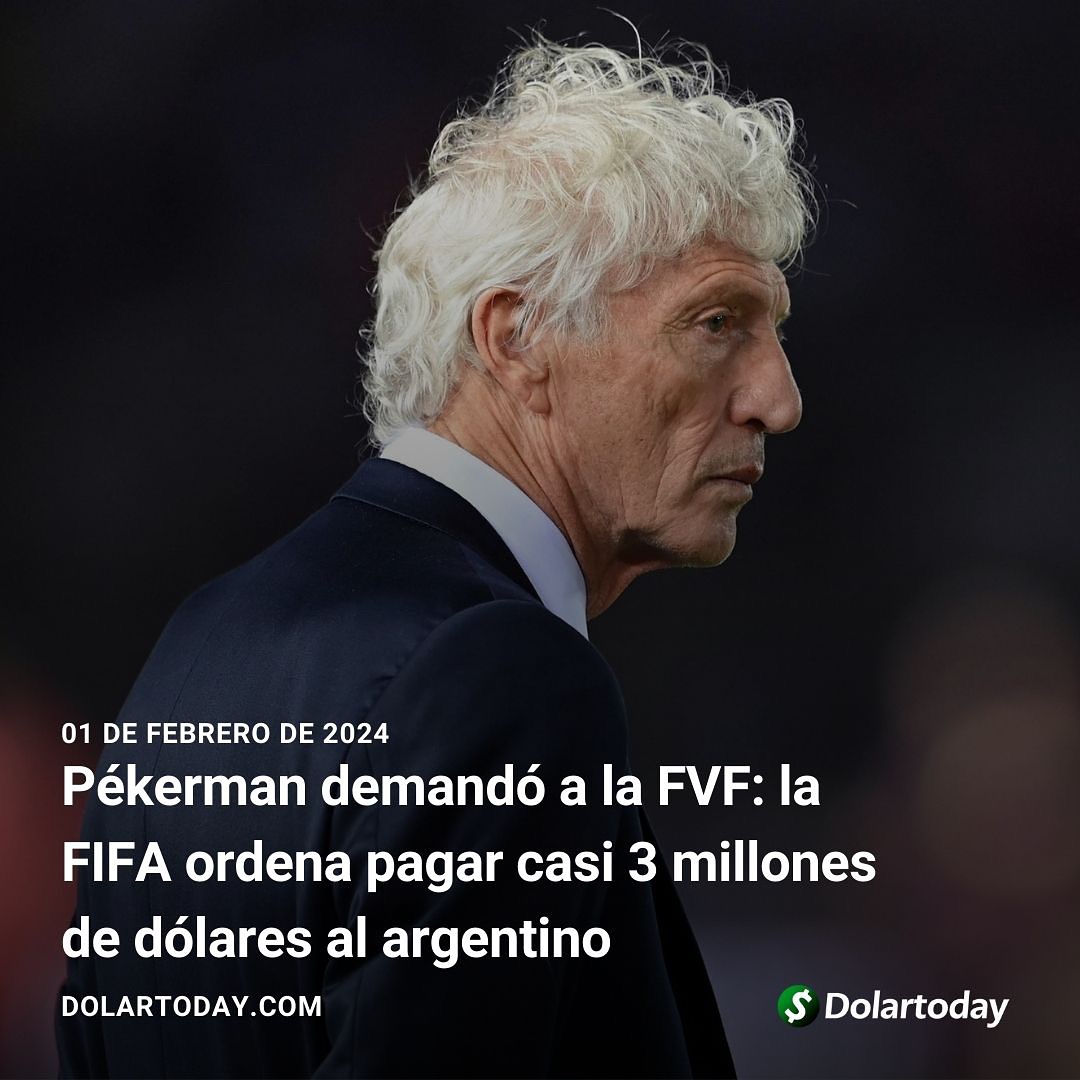 01 DE FEBRERO DE 2024
Pékerman demandó a la FVF: la
FIFA ordena pagar casi 3 millones
de dólares al argentino
DOLARTODAY.COM
$ Dolartoday